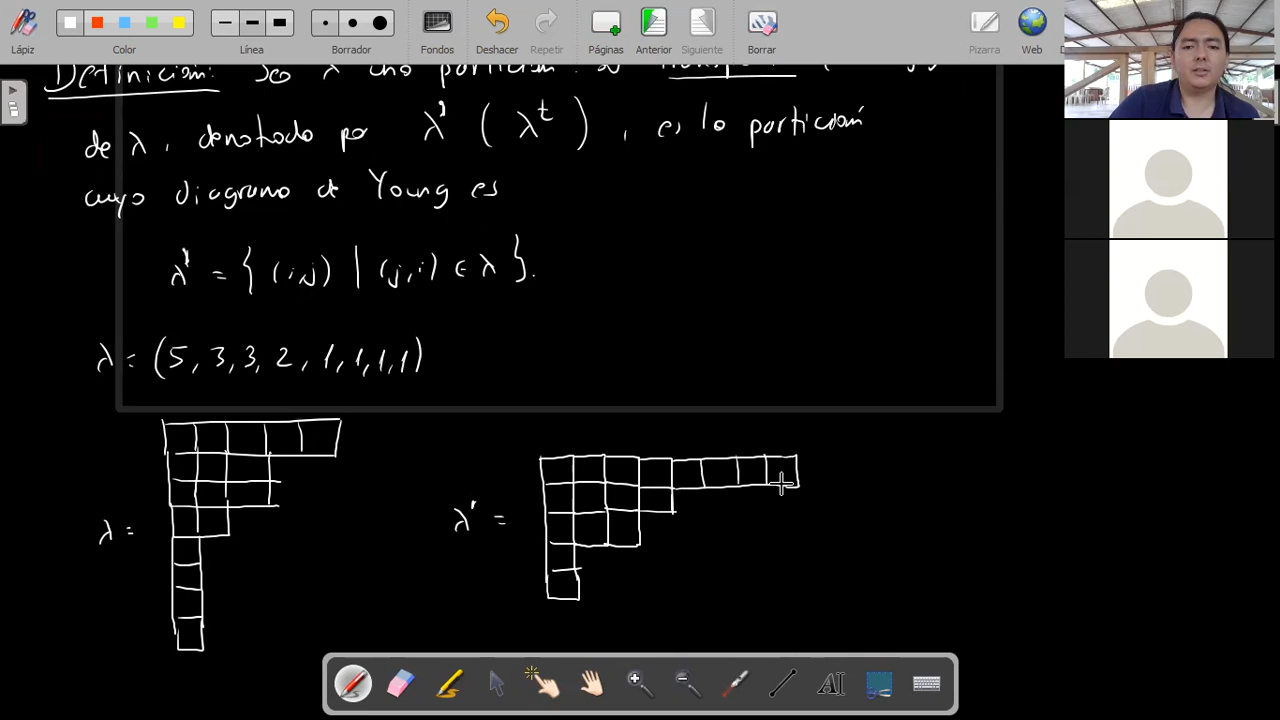 Lápiz Color Línea Borrador Fondos Deshacer Repetir Páginas Anterior Siguiente Borrar Pizarra Web
Definición: Sea λ una partición.
de λ, denotado por λ' ( λ^t ), es la partición
cuyo diagrama de Young es
λ' = { (i,j) | (j,i) ∈ λ }.
λ = (5, 3, 3, 2, 1, 1, 1, 1)
λ =
λ' =
AI